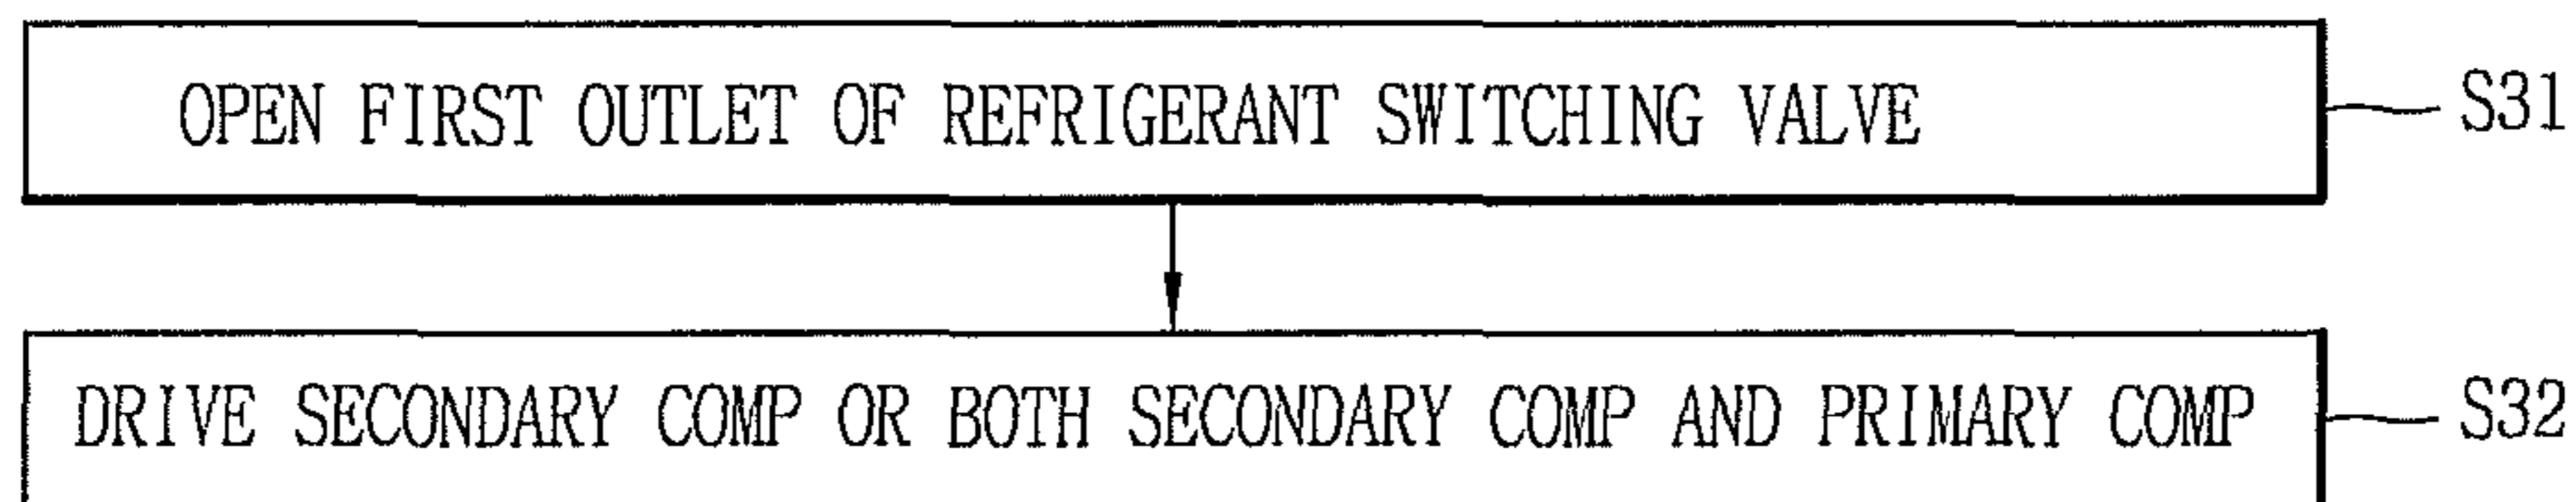 OPEN FIRST OUTLET OF REFRIGERANT SWITCHING VALVE S31
DRIVE SECONDARY COMP OR BOTH SECONDARY COMP AND PRIMARY COMP S32